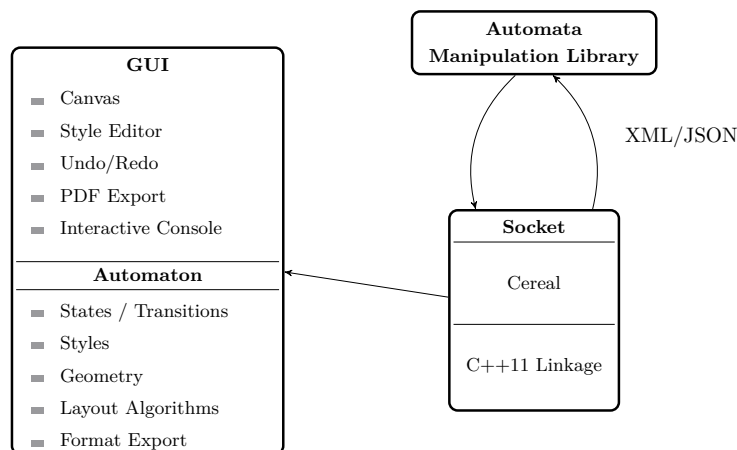 GUI
Canvas
Style Editor
Undo/Redo
PDF Export
Interactive Console
Automaton
States / Transitions
Styles
Geometry
Layout Algorithms
Format Export
Automata
Manipulation Library
XML/JSON
Socket
Cereal
C++11 Linkage